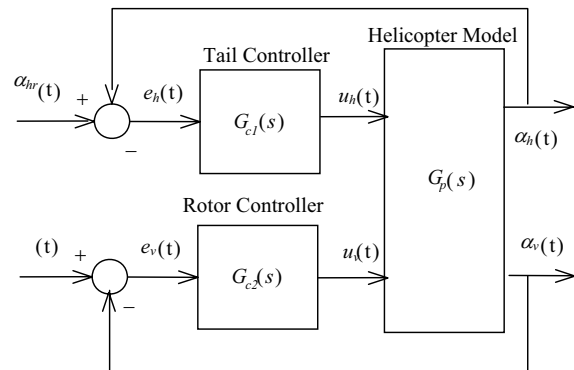 Helicopter Model
Tail Controller
αhr(t)
+
−
eh(t)
Gc1(s)
uh(t)
αh(t)
Gp(s)
Rotor Controller
(t)
+
−
ev(t)
Gc2(s)
uv(t)
αv(t)